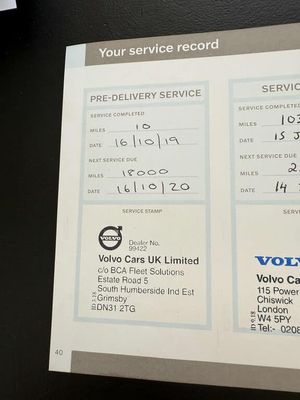 Your service record
PRE-DELIVERY SERVICE
SERVICE COMPLETED
MILES 10
DATE 16/10/19
NEXT SERVICE DUE
MILES 18000
DATE 16/10/20
SERVICE STAMP
VOLVO
Dealer No.
99422
Volvo Cars UK Limited
c/o BCA Fleet Solutions
Estate Road 5
South Humberside Ind Est
Grimsby
DN31 2TG
40
SERVIC
SERVICE COMPLETE
MILES 103
DATE 15 J
NEXT SERVICE DUE
MILES 2
DATE 14
SERVI
VOLV
Volvo Ca
115 Power
Chiswick
London
W4 5PY
Tel:- 0208